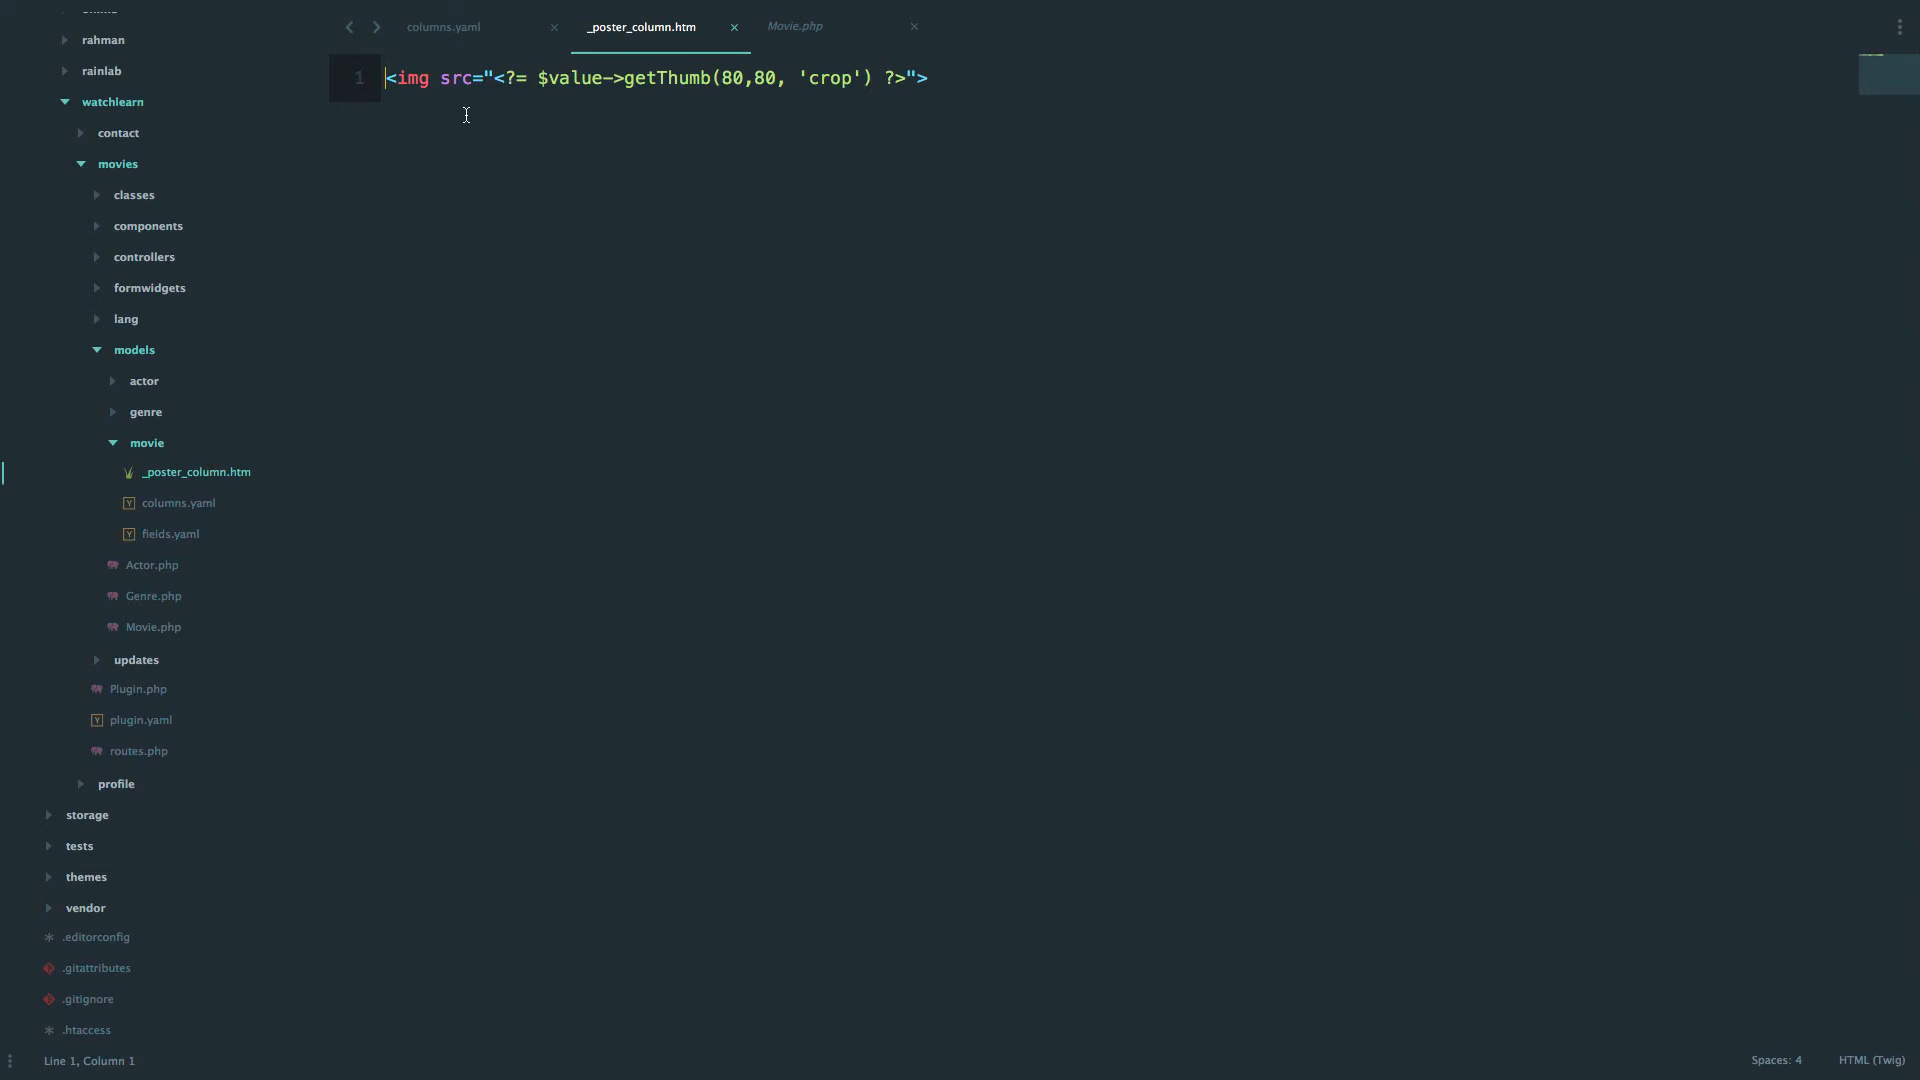 columns.yaml
_poster_column.htm
Movie.php
1 <img src="<?= $value->getThumb(80,80, 'crop') ?>">
rahman
rainlab
watchlearn
contact
movies
classes
components
controllers
formwidgets
lang
models
actor
genre
movie
_poster_column.htm
columns.yaml
fields.yaml
Actor.php
Genre.php
Movie.php
updates
Plugin.php
plugin.yaml
routes.php
profile
storage
tests
themes
vendor
.editorconfig
.gitattributes
.gitignore
.htaccess
Line 1, Column 1
Spaces: 4
HTML (Twig)